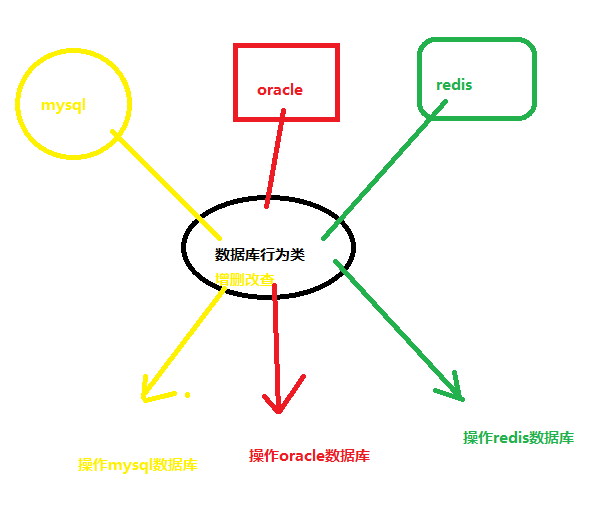 mysql
oracle
redis
数据库行为类
增删改查
操作mysql数据库
操作oracle数据库
操作redis数据库